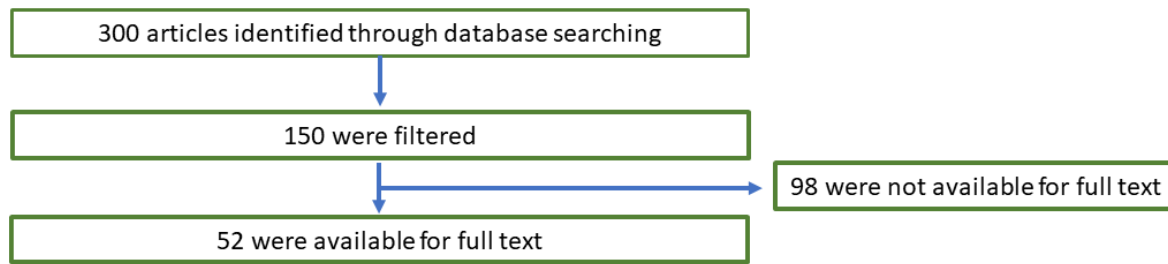 300 articles identified through database searching
150 were filtered
98 were not available for full text
52 were available for full text